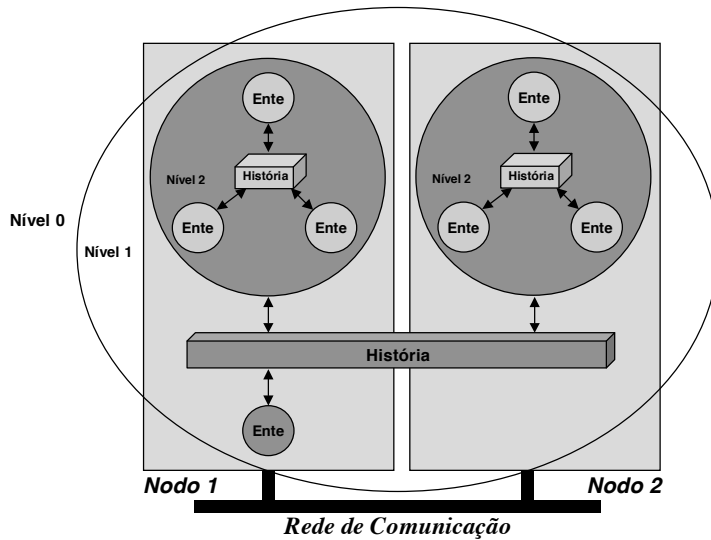 Ente
Ente
História
História
Nível 2
Nível 2
Nível 0
Ente
Ente
Ente
Ente
Nível 1
História
Ente
Nodo 1
Nodo 2
Rede de Comunicação